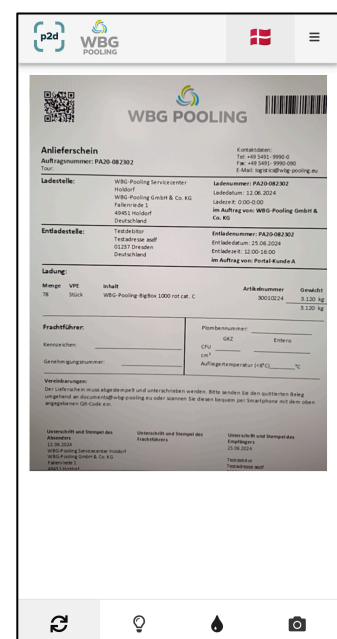 p2d
WBG
POOLING
WBG POOLING
Anlieferschein
Auftragsnummer: PA20-082302
Tour:
Kontaktdaten:
Tel: +49 5491- 9990-0
Fax: +49 5491- 9990-090
E-Mail: logistics@wbg-pooling.eu
Ladestelle:
WBG-Pooling Servicecenter
Holdorf
WBG-Pooling GmbH & Co. KG
Fallenriede 1
49451 Holdorf
Deutschland
Ladenummer: PA20-082302
Ladedatum: 12.06.2024
Ladezeit: 0:00-0:00
im Auftrag von: WBG-Pooling GmbH &
Co. KG
Entladestelle:
Testdebitor
Testadresse asdf
01237 Dresden
Deutschland
Entladenummer: PA20-082302
Entladedatum: 25.06.2024
Entladezeit: 12:00-16:00
im Auftrag von: Portal-Kunde A
Ladung:
Menge VPE Inhalt Artikelnummer Gewicht
78 Stück WBG-Pooling-BigBox 1000 rot cat. C 30010224 3.120 kg
3.120 kg
Frachtführer:
Kennzeichen:
Genehmigungsnummer:
Plombennummer:
GKZ Entero
CFU
cm³
Aufliegertemperatur (<8°C) °C
Vereinbarungen:
Der Lieferschein muss abgestempelt und unterschrieben werden. Bitte senden Sie den quittierten Beleg
umgehend an documents@wbg-pooling.eu oder scannen Sie diesen bequem per Smartphone mit dem oben
angegebenen QR-Code ein.
Unterschrift und Stempel des
Absenders
12.06.2024
WBG-Pooling Servicecenter Holdorf
WBG-Pooling GmbH & Co. KG
Fallenriede 1
49451 Holdorf
Unterschrift und Stempel des
Frachtführers
Unterschrift und Stempel des
Empfängers
25.06.2024
Testdebitor
Testadresse asdf